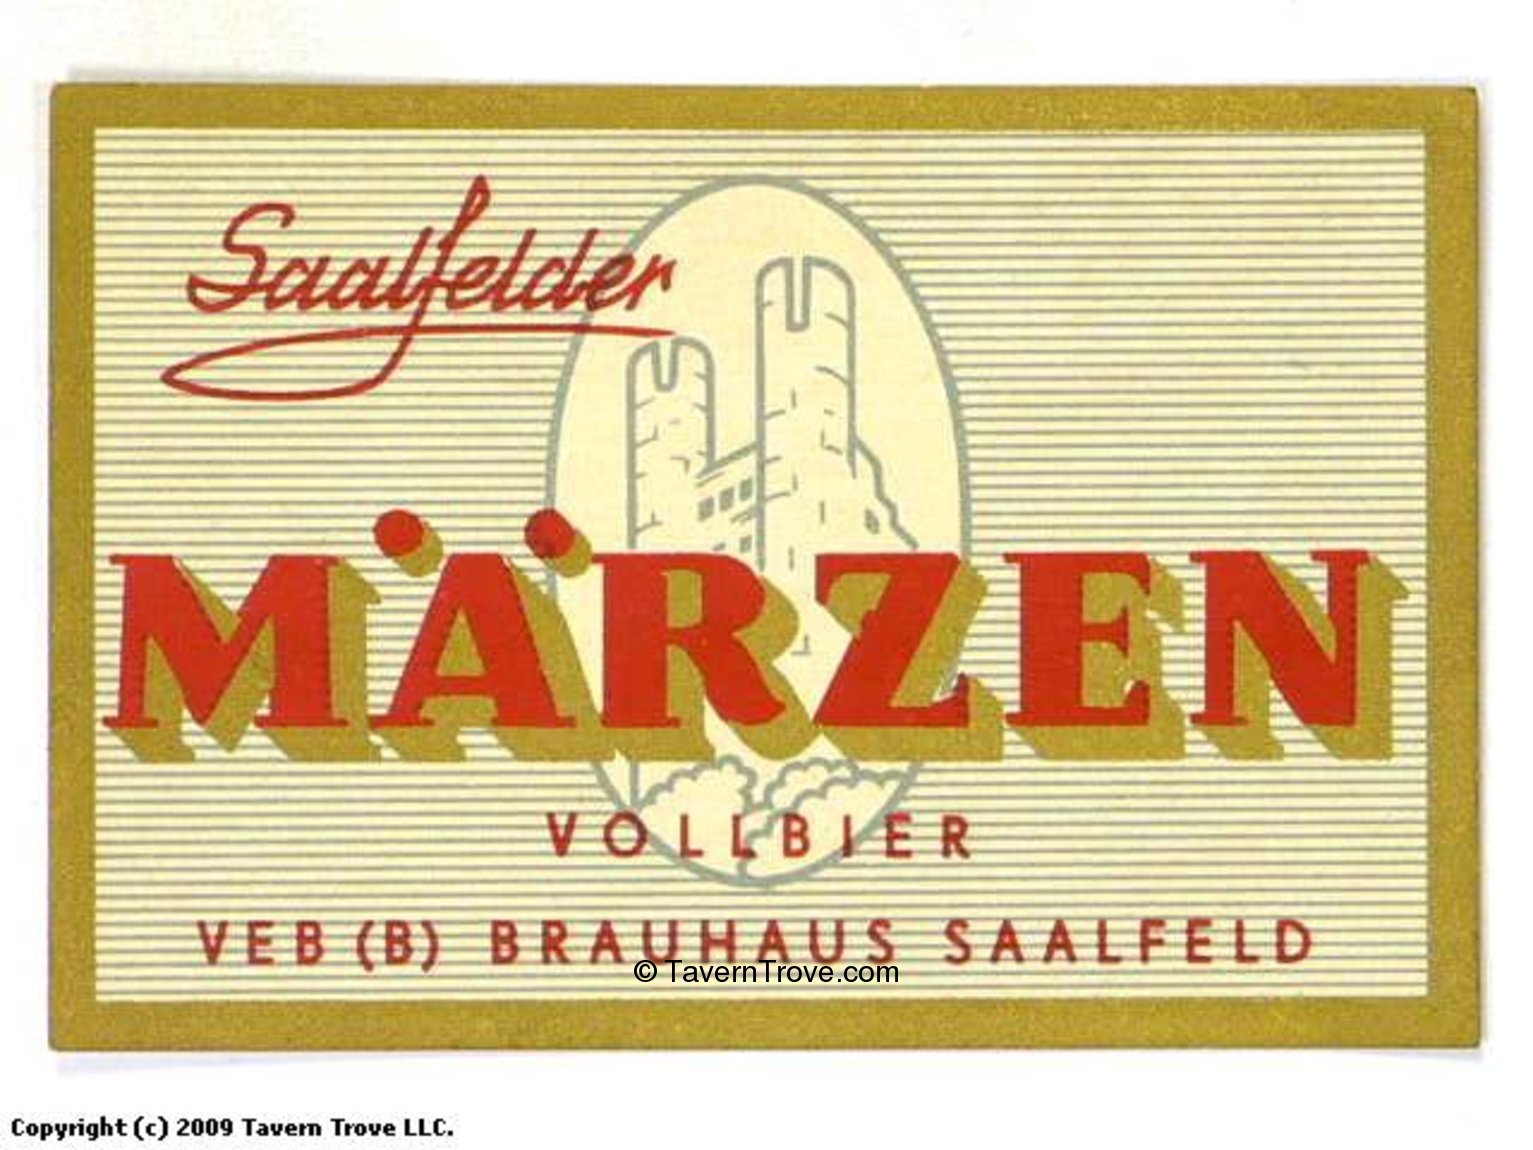 Saalfelder
MÄRZEN
VOLLBIER
VEB (B) BRAUHAUS SAALFELD
© TavernTrove.com
Copyright (c) 2009 Tavern Trove LLC.